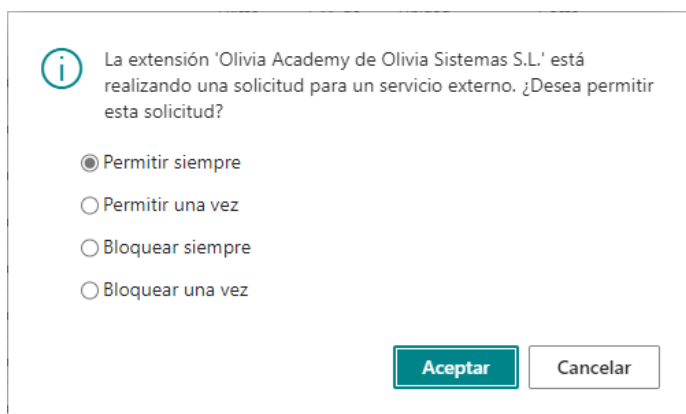 La extensión 'Olivia Academy de Olivia Sistemas S.L.' está
realizando una solicitud para un servicio externo. ¿Desea permitir
esta solicitud?
Permitir siempre
Permitir una vez
Bloquear siempre
Bloquear una vez
Aceptar Cancelar